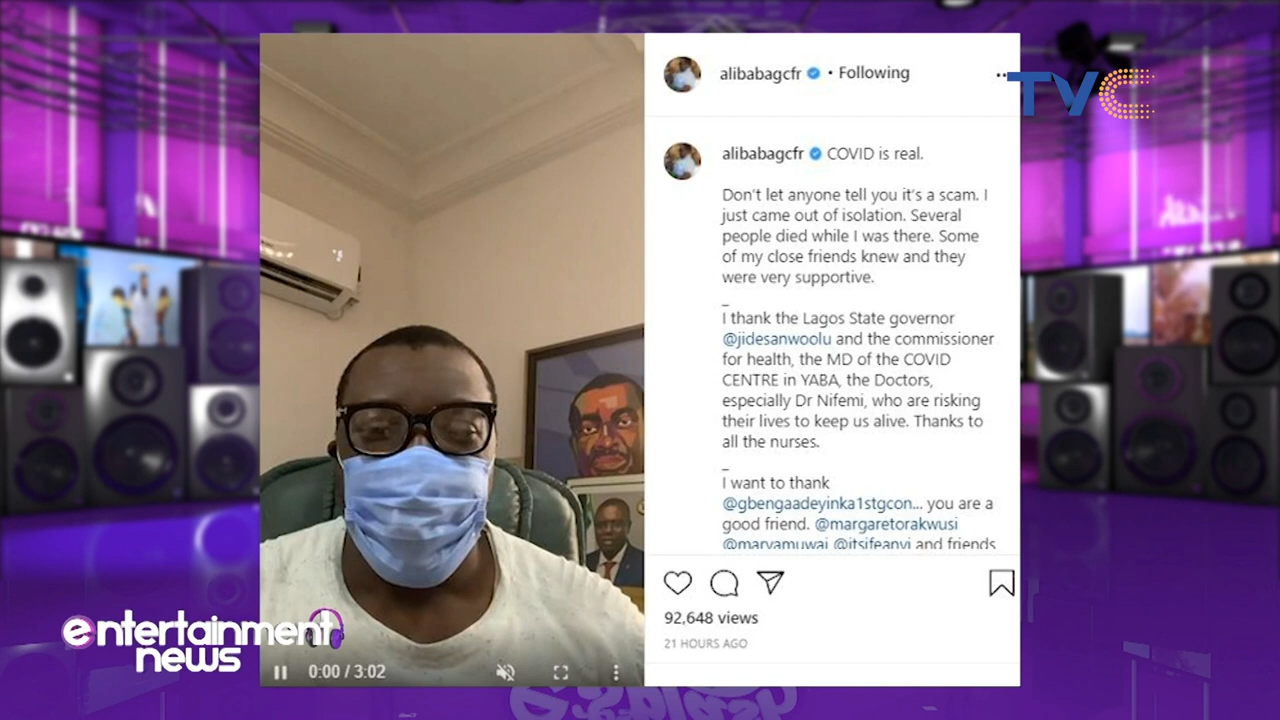 alibabagcfr • Following
TVC
alibabagcfr COVID is real.
Don't let anyone tell you it's a scam. I
just came out of isolation. Several
people died while I was there. Some
of my close friends knew and they
were very supportive.
_
I thank the Lagos State governor
@jidesanwoolu and the commissioner
for health, the MD of the COVID
CENTRE in YABA, the Doctors,
especially Dr Nifemi, who are risking
their lives to keep us alive. Thanks to
all the nurses.
_
I want to thank
@gbengaadeyinka1stgcon... you are a
good friend. @margaretorakwusi
@maryamuwai @itsifeanyi and friends
92,648 views
21 HOURS AGO
0:00 / 3:02
entertainment
news